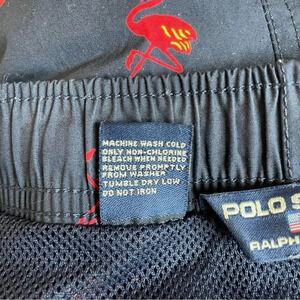 MACHINE WASH COLD
ONLY NON-CHLORINE
BLEACH WHEN NEEDED
REMOVE PROMPTLY
FROM WASHER
TUMBLE DRY LOW
DO NOT IRON
POLO S
RALPH